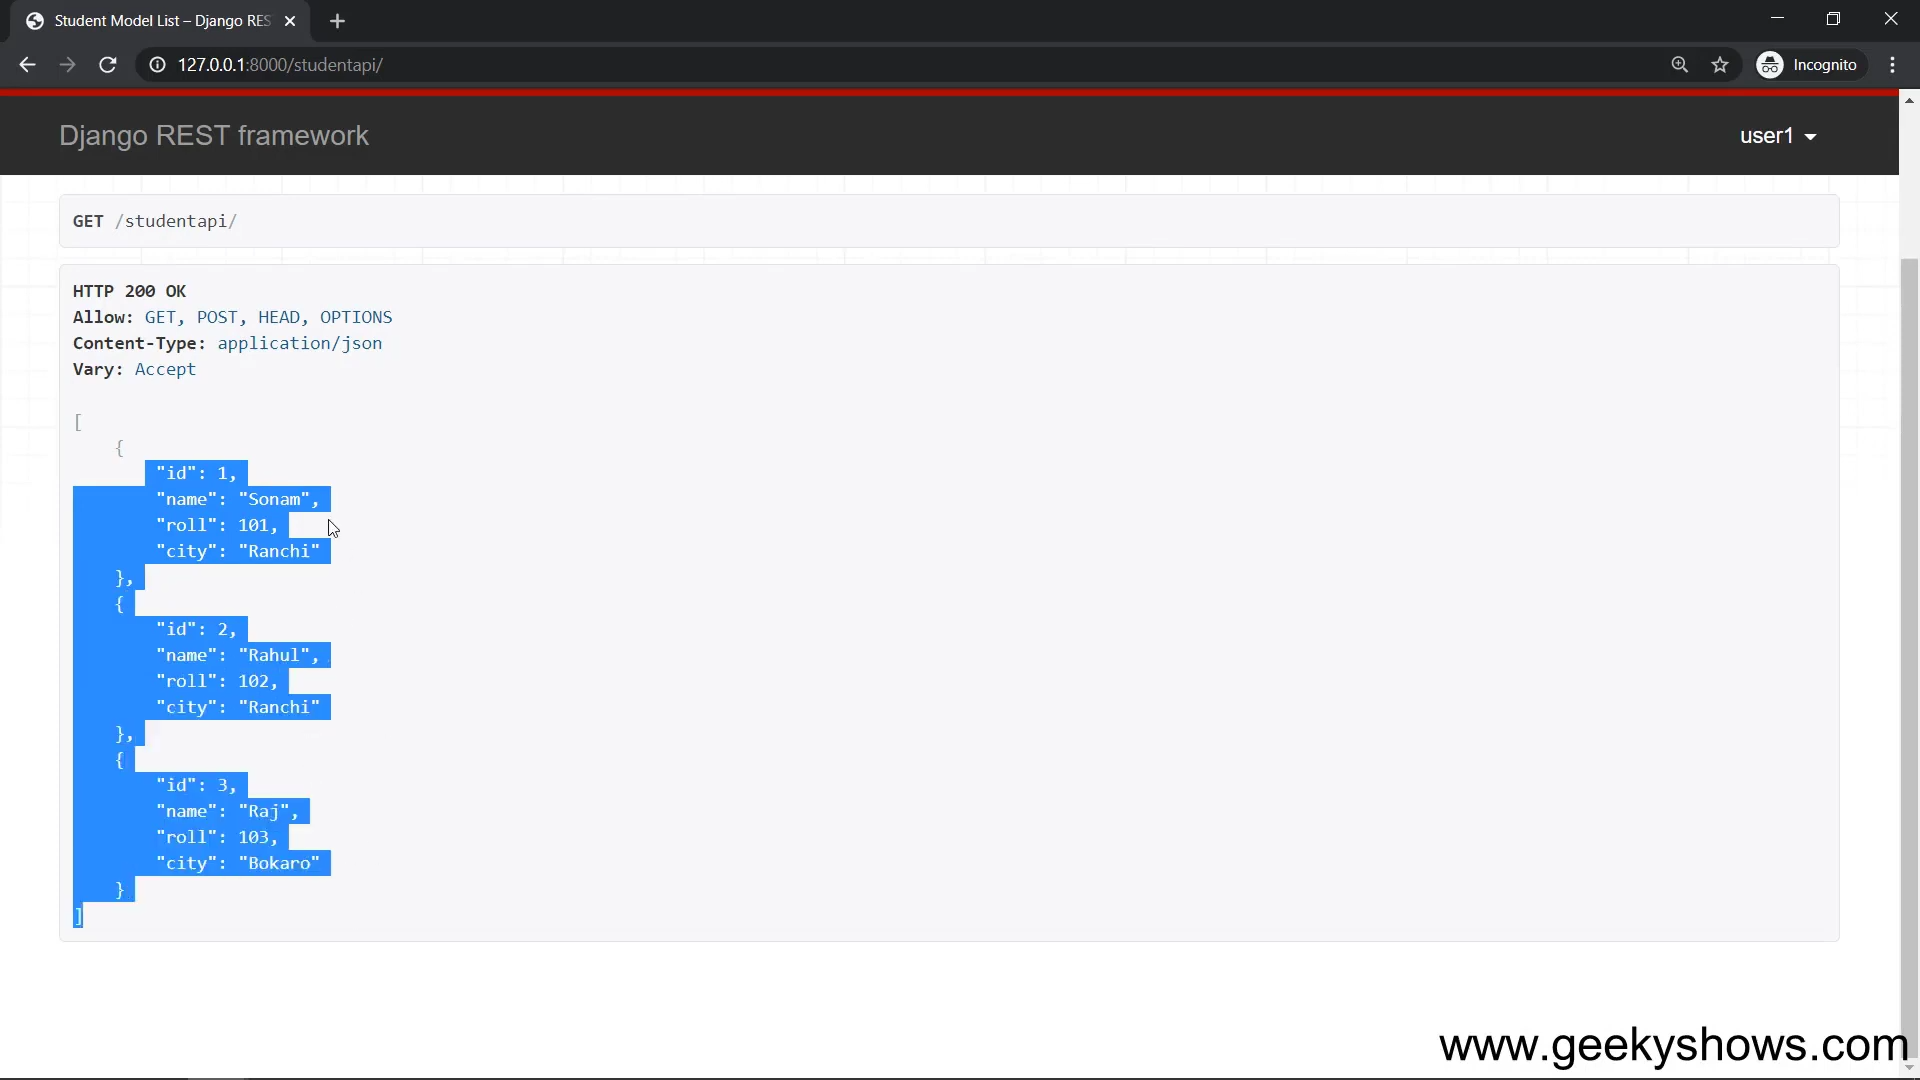 Student Model List – Django RES
127.0.0.1:8000/studentapi/
Incognito
Django REST framework
user1
GET /studentapi/
HTTP 200 OK
Allow: GET, POST, HEAD, OPTIONS
Content-Type: application/json
Vary: Accept
[
    {
        "id": 1,
        "name": "Sonam",
        "roll": 101,
        "city": "Ranchi"
    },
    {
        "id": 2,
        "name": "Rahul",
        "roll": 102,
        "city": "Ranchi"
    },
    {
        "id": 3,
        "name": "Raj",
        "roll": 103,
        "city": "Bokaro"
    }
]
www.geekyshows.com